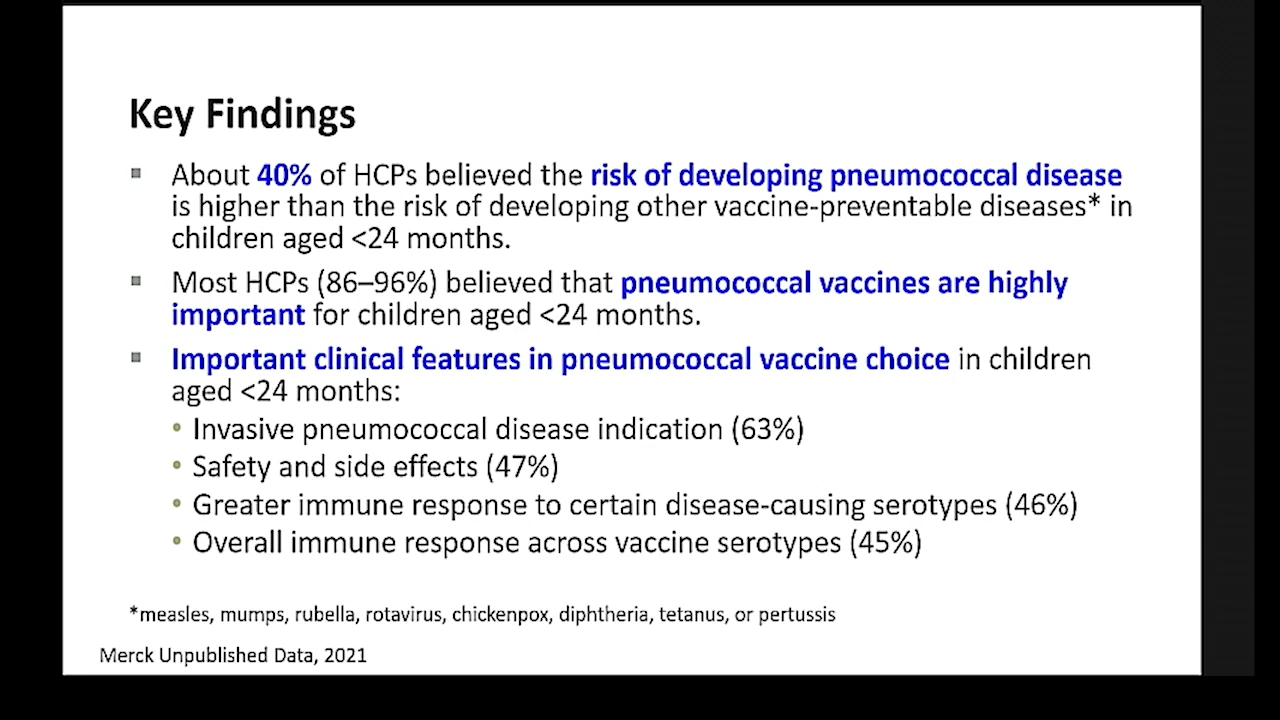 Key Findings
▪ About 40% of HCPs believed the risk of developing pneumococcal disease
is higher than the risk of developing other vaccine-preventable diseases* in
children aged <24 months.
▪ Most HCPs (86–96%) believed that pneumococcal vaccines are highly
important for children aged <24 months.
▪ Important clinical features in pneumococcal vaccine choice in children
aged <24 months:
• Invasive pneumococcal disease indication (63%)
• Safety and side effects (47%)
• Greater immune response to certain disease-causing serotypes (46%)
• Overall immune response across vaccine serotypes (45%)
*measles, mumps, rubella, rotavirus, chickenpox, diphtheria, tetanus, or pertussis
Merck Unpublished Data, 2021